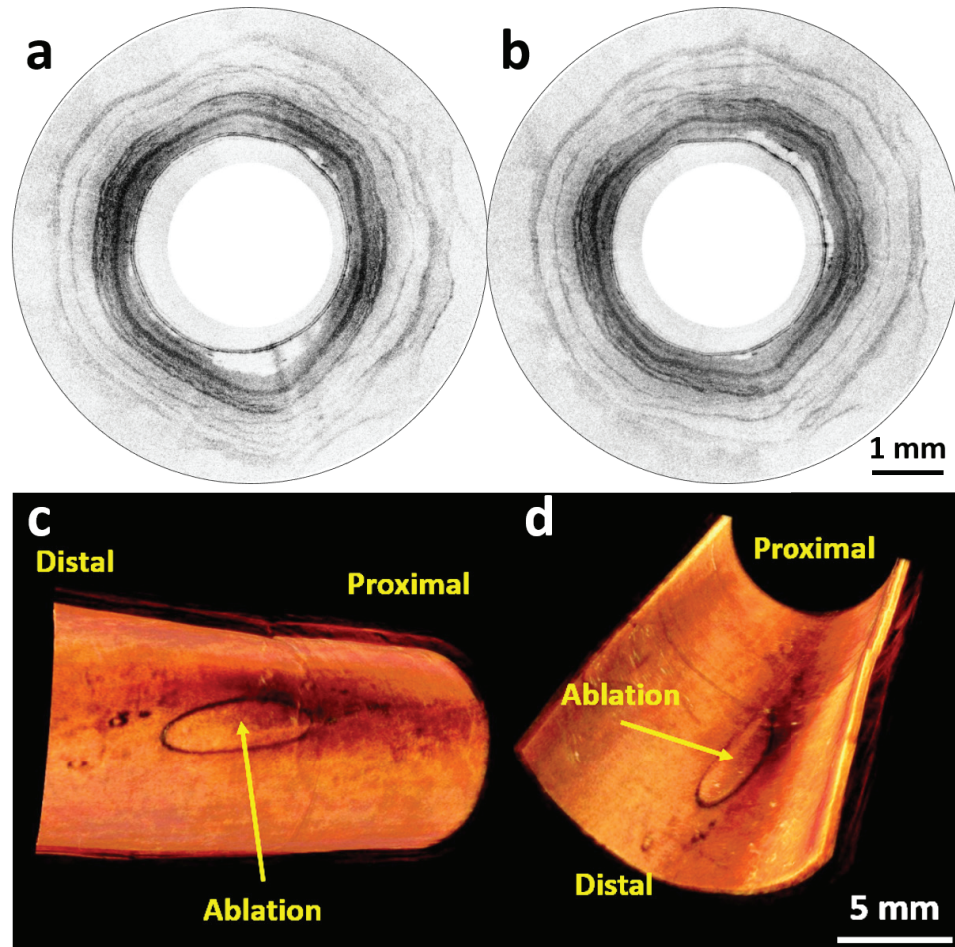 a
b
1 mm
c
d
Distal
Proximal
Proximal
Ablation
Ablation
Distal
5 mm